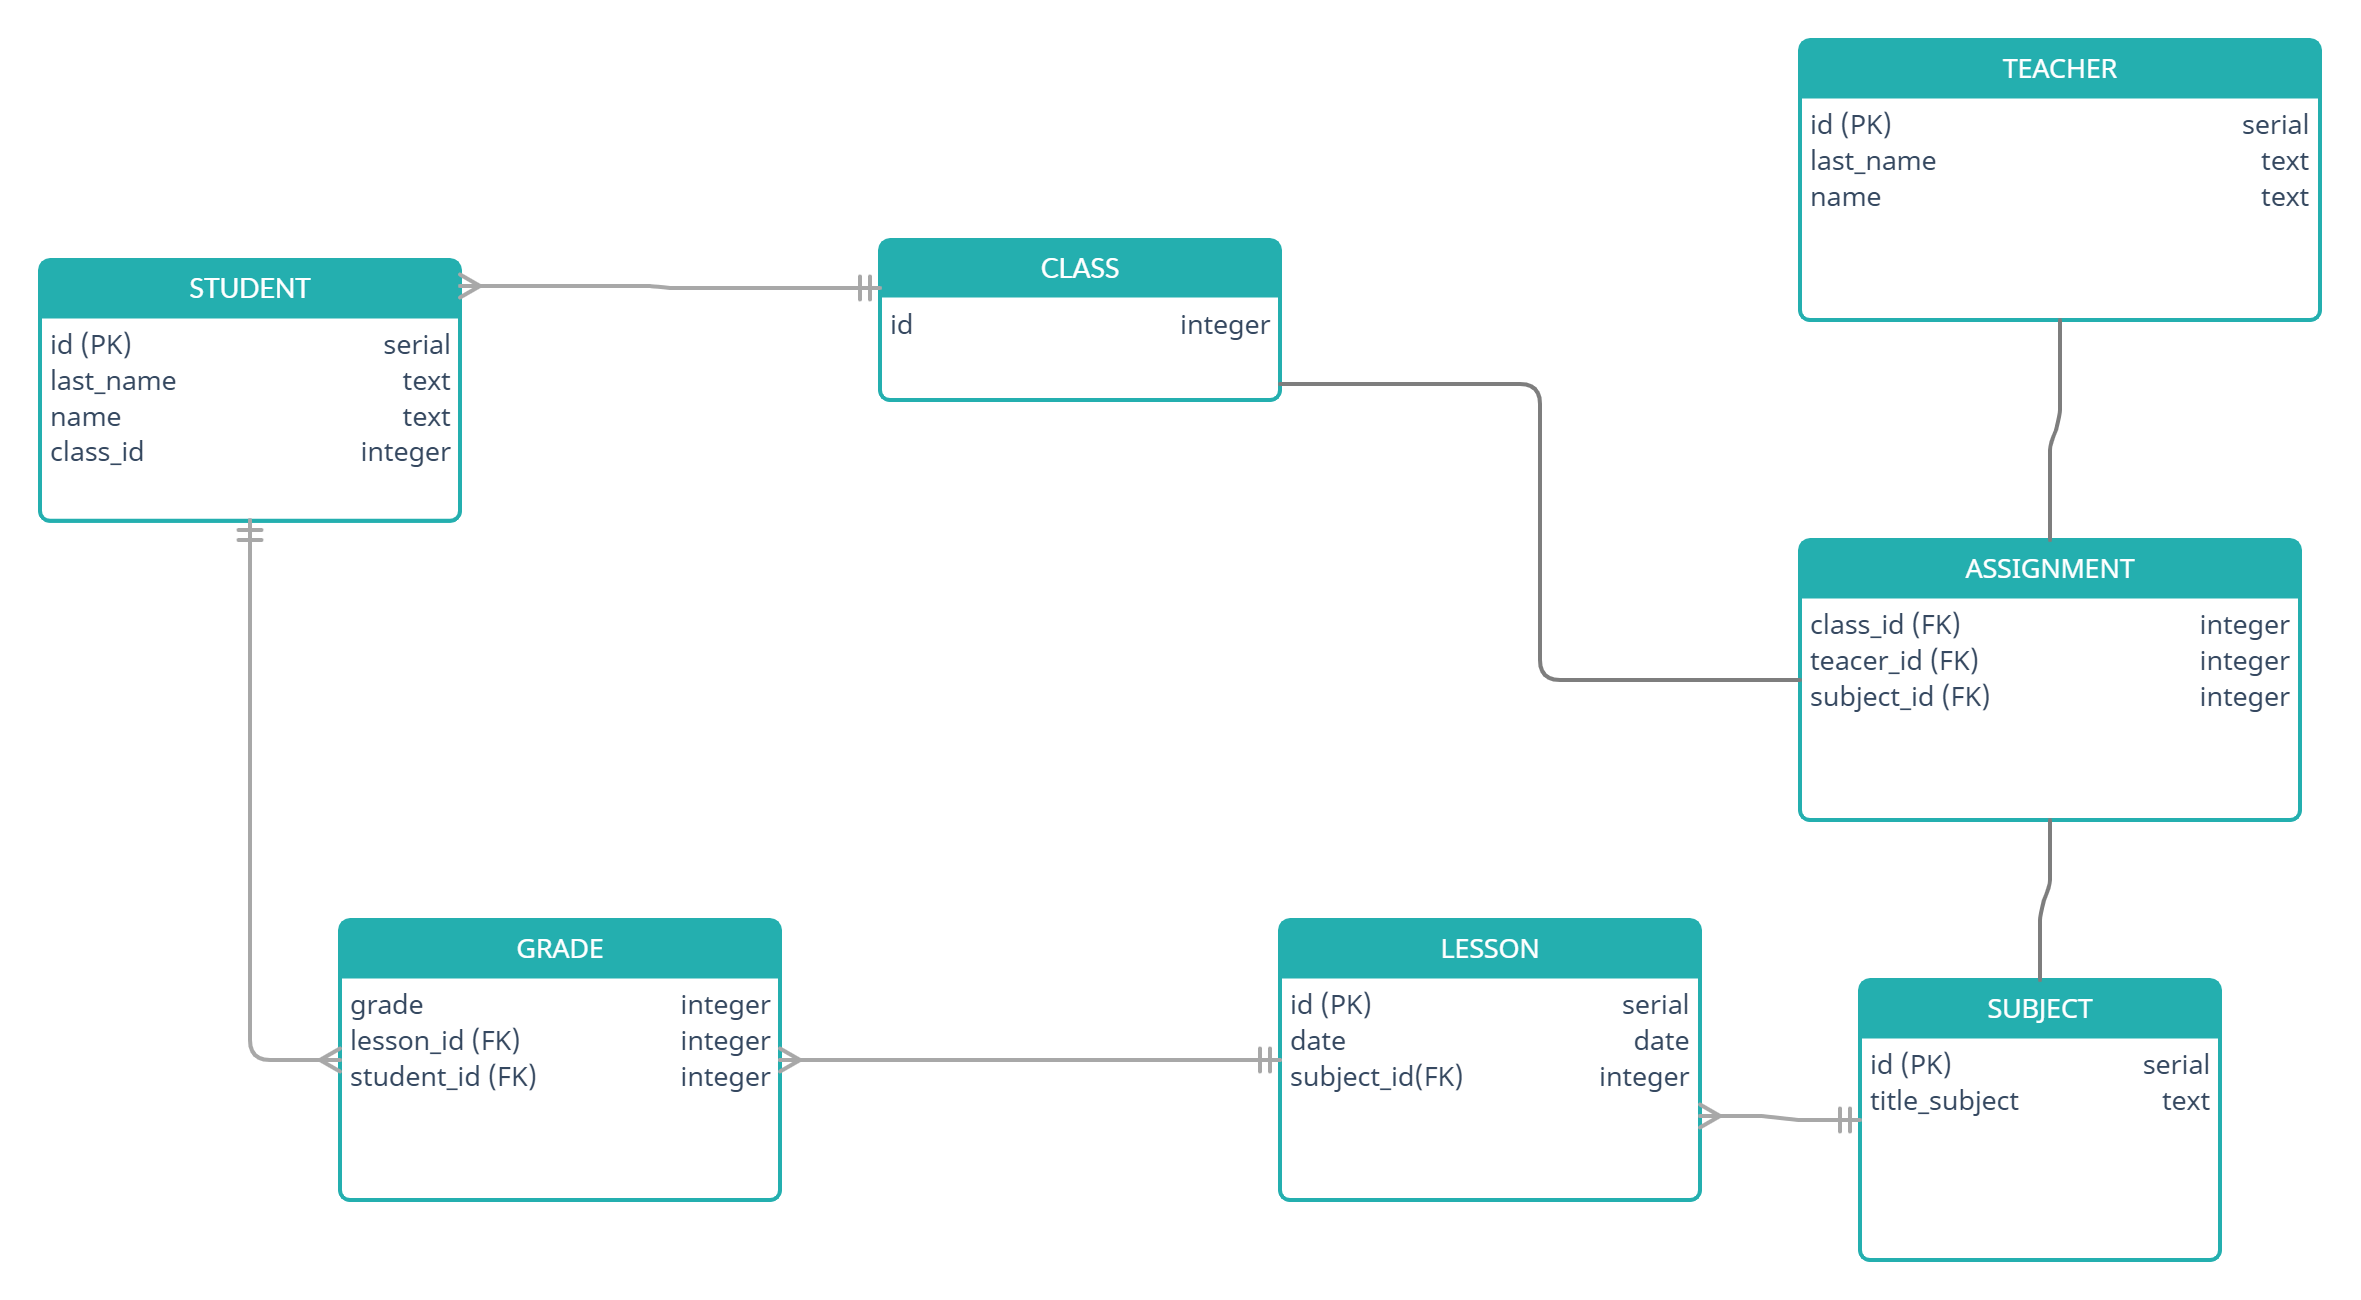 TEACHER
id (PK) serial
last_name text
name text
CLASS
id integer
STUDENT
id (PK) serial
last_name text
name text
class_id integer
ASSIGNMENT
class_id (FK) integer
teacer_id (FK) integer
subject_id (FK) integer
GRADE
grade integer
lesson_id (FK) integer
student_id (FK) integer
LESSON
id (PK) serial
date date
subject_id(FK) integer
SUBJECT
id (PK) serial
title_subject text